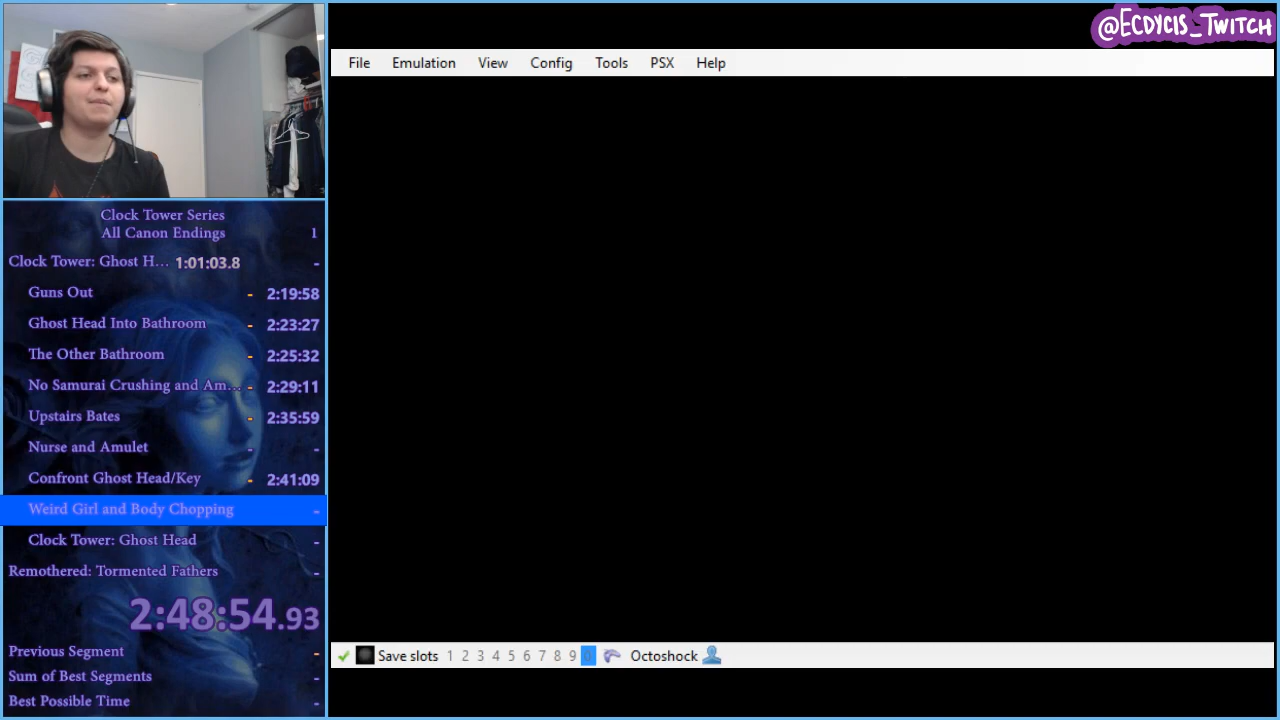 @Ecdycis_Twitch
File Emulation View Config Tools PSX Help
Clock Tower Series
All Canon Endings 1
Clock Tower: Ghost H... 1:01:03.8 -
Guns Out - 2:19:58
Ghost Head Into Bathroom - 2:23:27
The Other Bathroom - 2:25:32
No Samurai Crushing and Am... - 2:29:11
Upstairs Bates - 2:35:59
Nurse and Amulet - -
Confront Ghost Head/Key - 2:41:09
Weird Girl and Body Chopping -
Clock Tower: Ghost Head -
Remothered: Tormented Fathers -
2:48:54.93
Previous Segment -
Sum of Best Segments -
Best Possible Time -
Save slots 1 2 3 4 5 6 7 8 9 0 Octoshock